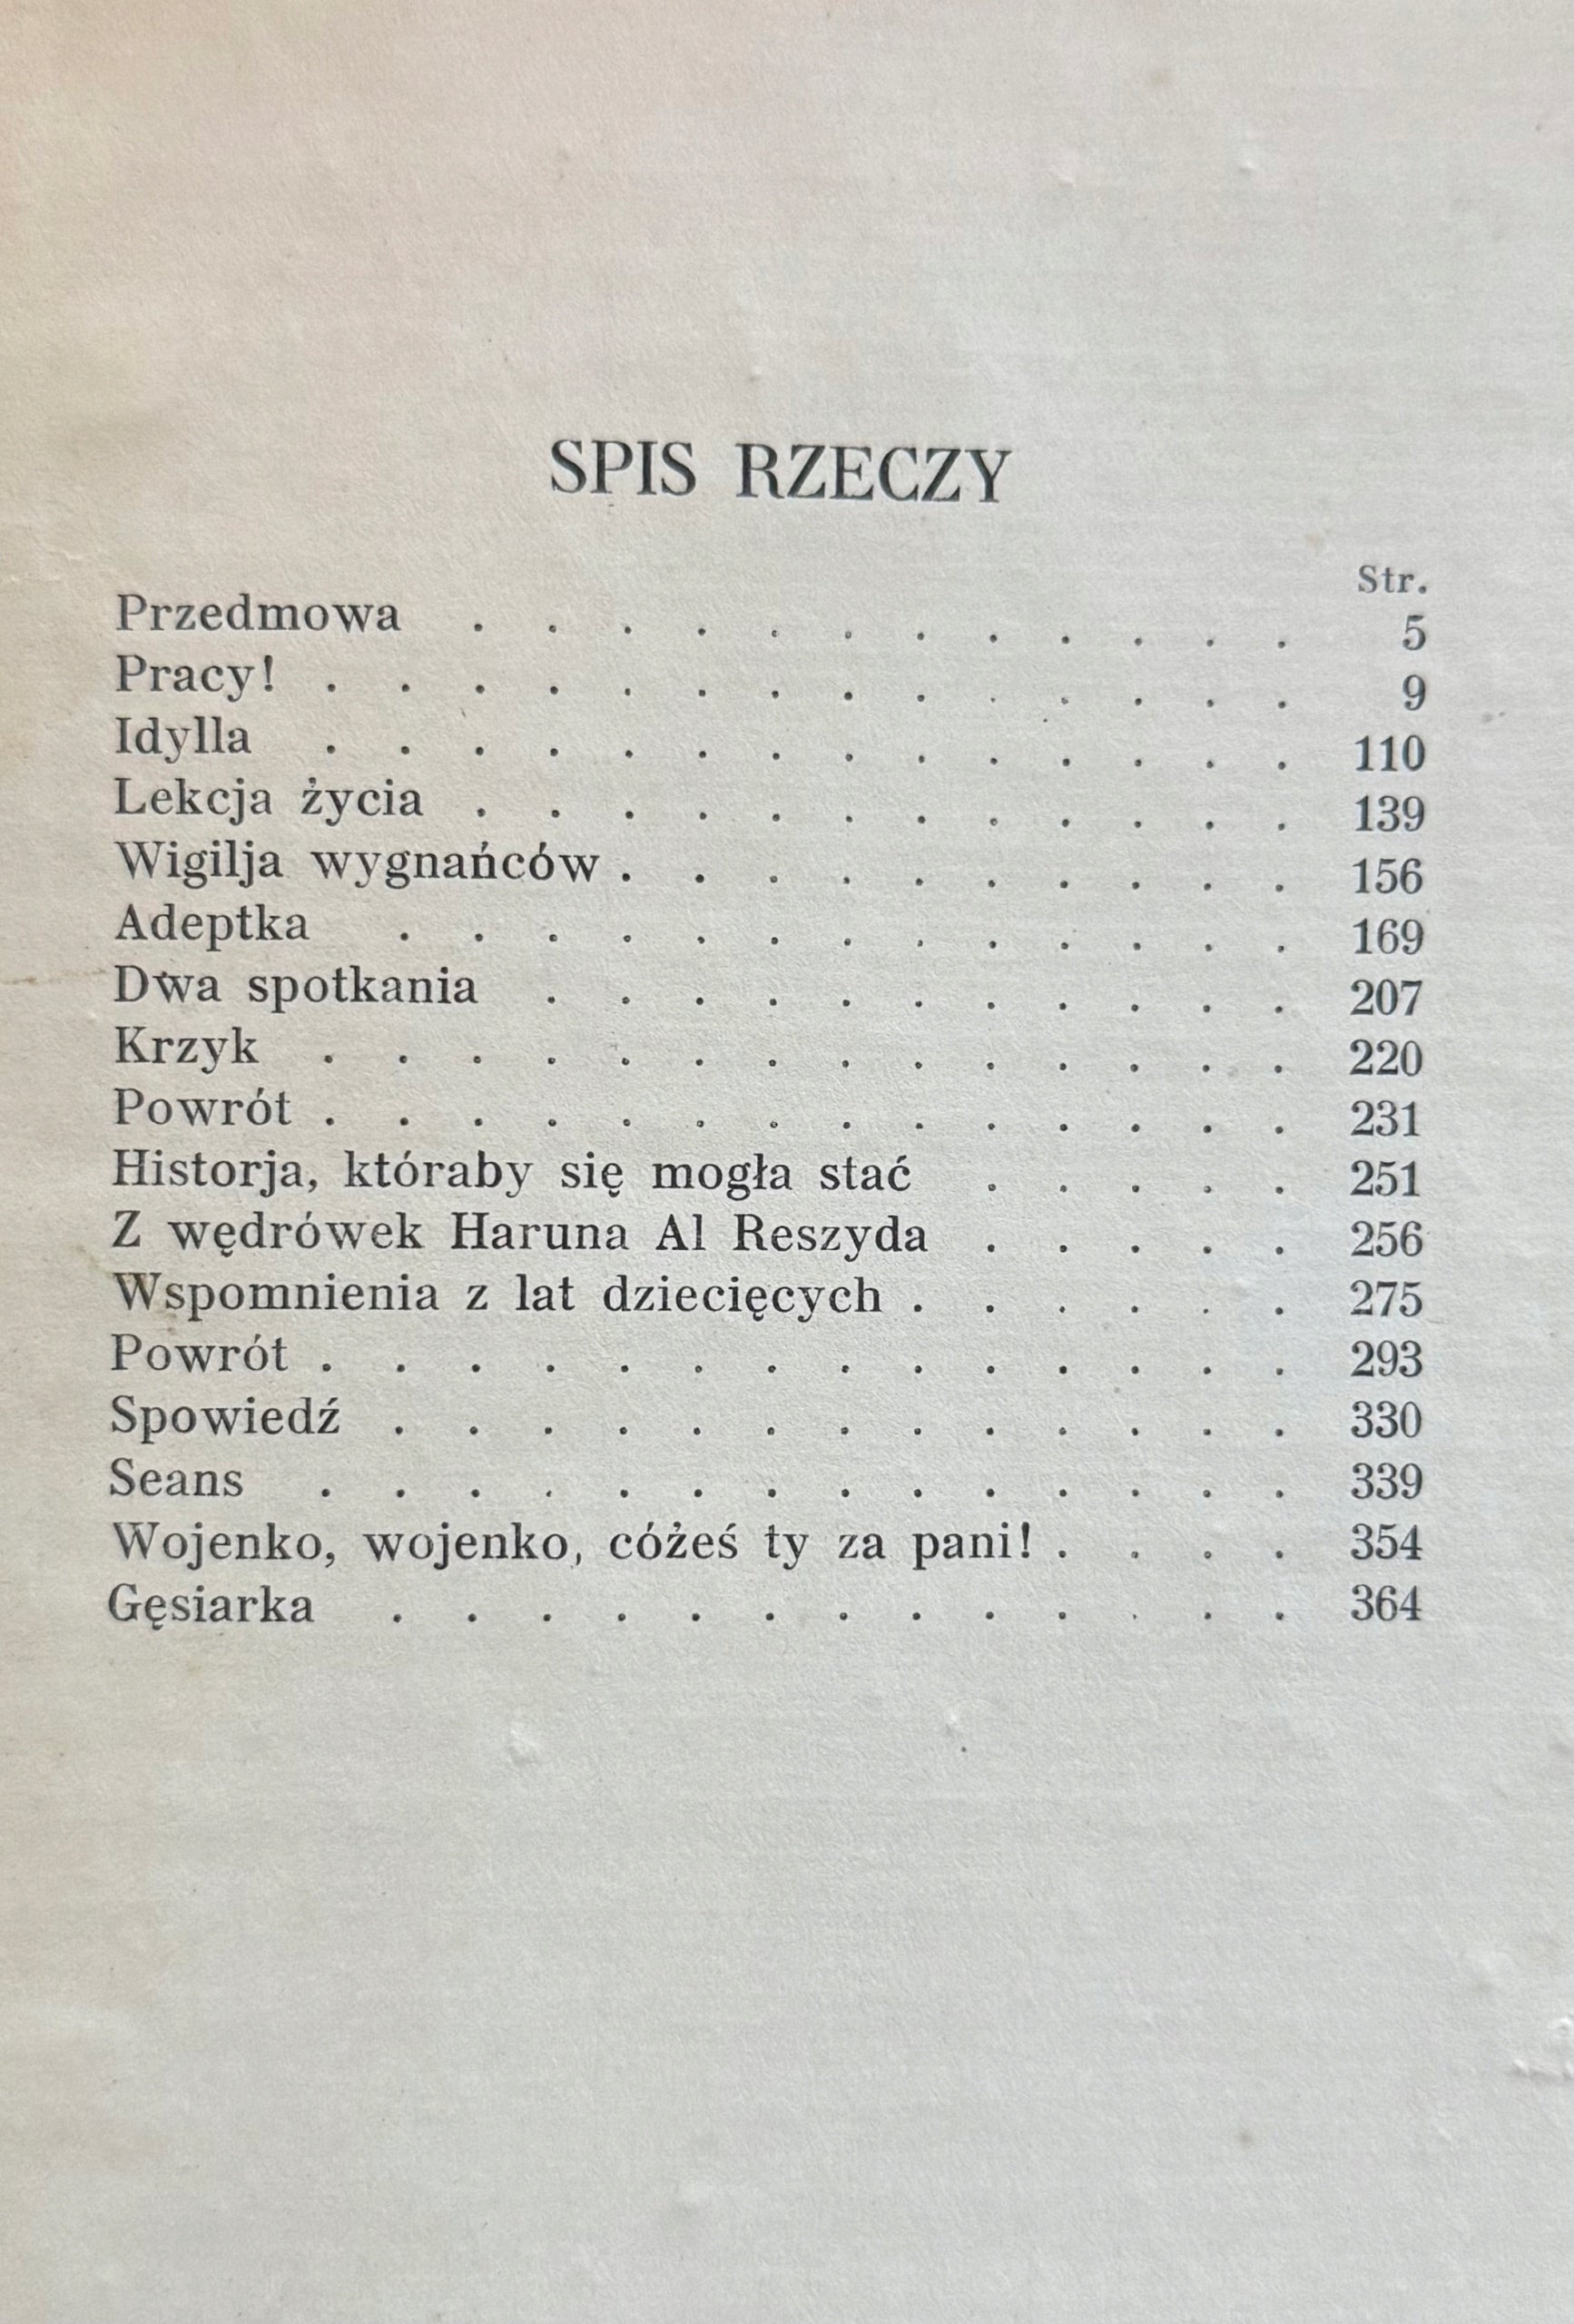 SPIS RZECZY
Str.
Przedmowa . . . . . . . . . . . . 5
Pracy! . . . . . . . . . . . . . . 9
Idylla . . . . . . . . . . . . . . 110
Lekcja życia . . . . . . . . . . . . 139
Wigilja wygnańców . . . . . . . . . . 156
Adeptka . . . . . . . . . . . . . 169
Dwa spotkania . . . . . . . . . . . 207
Krzyk . . . . . . . . . . . . . . 220
Powrót . . . . . . . . . . . . . . 231
Historja, któraby się mogła stać . . . . . 251
Z wędrówek Haruna Al Reszyda . . . . . 256
Wspomnienia z lat dziecięcych . . . . . . 275
Powrót . . . . . . . . . . . . . . 293
Spowiedź . . . . . . . . . . . . . 330
Seans . . . . . . . . . . . . . . 339
Wojenko, wojenko, cóżeś ty za pani! . . . . 354
Gęsiarka . . . . . . . . . . . . . 364